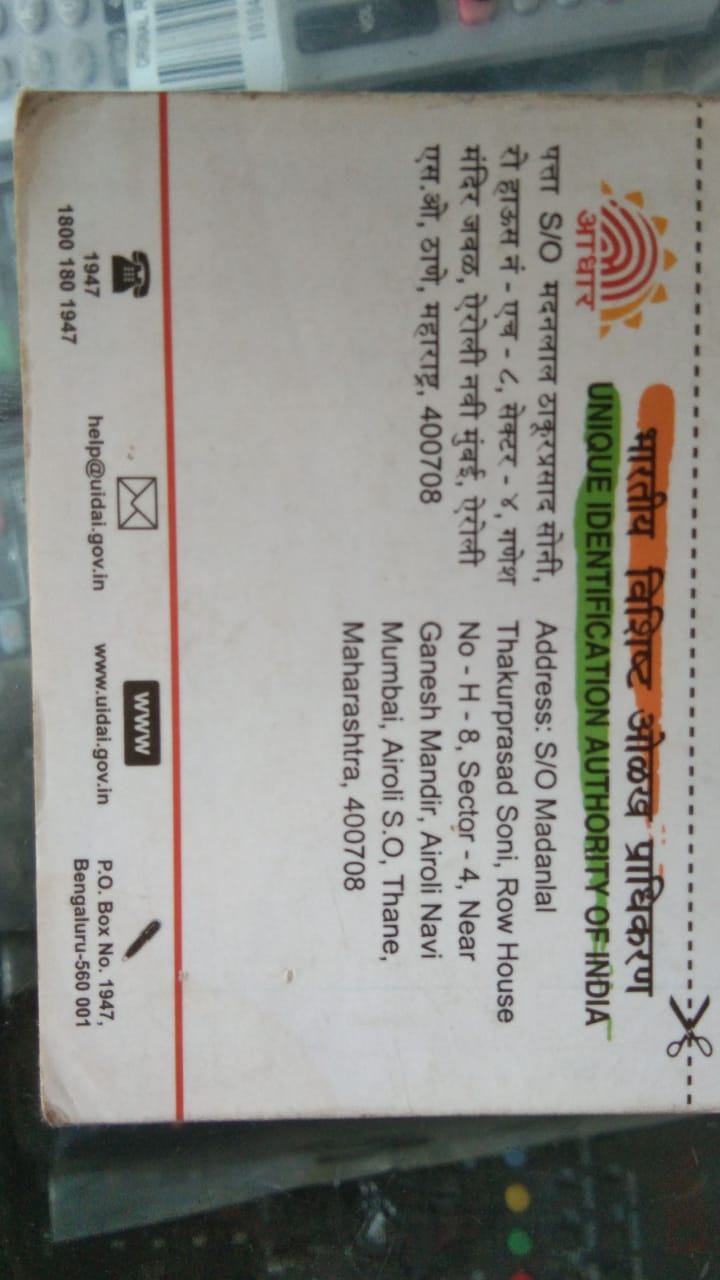 भारतीय विशिष्ट ओळख प्राधिकरण
UNIQUE IDENTIFICATION AUTHORITY OF INDIA
आधार
पत्ता S/O मदनलाल ठाकूरप्रसाद सोनी,
रो हाऊस नं - एच - ८, सेक्टर - ४, गणेश
मंदिर जवळ, ऐरोली नवी मुंबई, ऐरोली
एस.ओ, ठाणे, महाराष्ट्र, 400708
Address: S/O Madanlal
Thakurprasad Soni, Row House
No - H - 8, Sector - 4, Near
Ganesh Mandir, Airoli Navi
Mumbai, Airoli S.O, Thane,
Maharashtra, 400708
1947
1800 180 1947
help@uidai.gov.in
www
www.uidai.gov.in
P.O. Box No. 1947,
Bengaluru-560 001